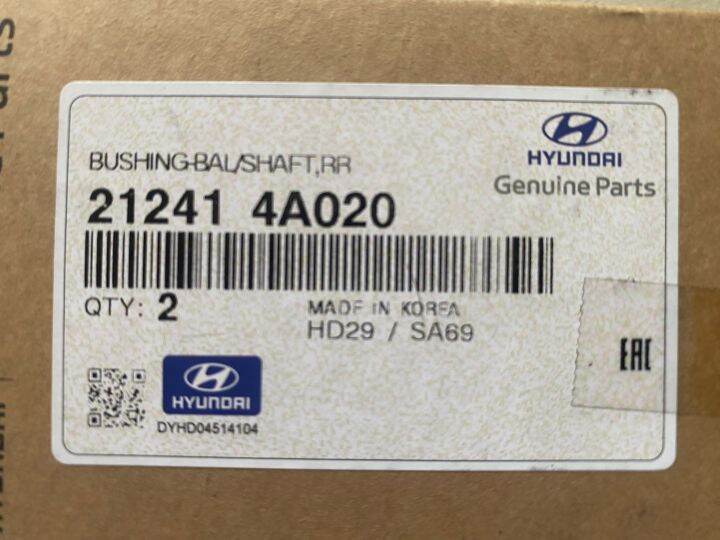 BUSHING-BAL/SHAFT,RR
HYUNDAI
Genuine Parts
21241 4A020
QTY: 2
MADE IN KOREA
HD29 / SA69
EAC
HYUNDAI
DYHD04514104